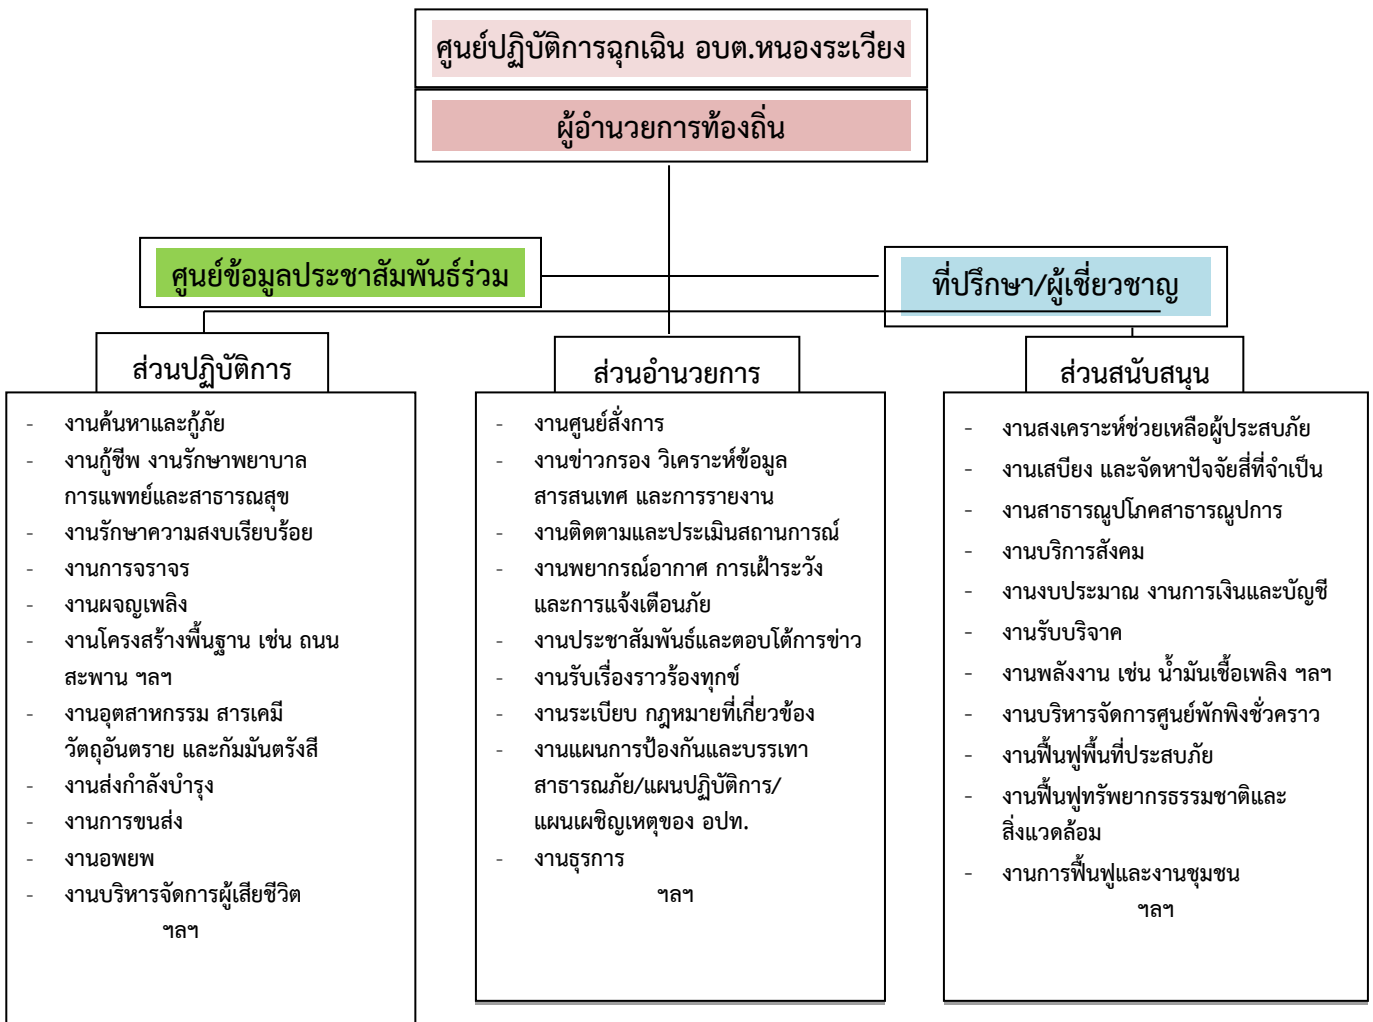 ศูนย์ปฏิบัติการฉุกเฉิน อบต.หนองระเวียง
ผู้อำนวยการท้องถิ่น
ศูนย์ข้อมูลประชาสัมพันธ์ร่วม
ที่ปรึกษา/ผู้เชี่ยวชาญ
ส่วนปฏิบัติการ
- งานค้นหาและกู้ภัย
- งานกู้ชีพ งานรักษาพยาบาล
การแพทย์และสาธารณสุข
- งานรักษาความสงบเรียบร้อย
- งานการจราจร
- งานผจญเพลิง
- งานโครงสร้างพื้นฐาน เช่น ถนน
สะพาน ฯลฯ
- งานอุตสาหกรรม สารเคมี
วัตถุอันตราย และกัมมันตรังสี
- งานส่งกำลังบำรุง
- งานการขนส่ง
- งานอพยพ
- งานบริหารจัดการผู้เสียชีวิต
ฯลฯ
ส่วนอำนวยการ
- งานศูนย์สั่งการ
- งานข่าวกรอง วิเคราะห์ข้อมูล
สารสนเทศ และการรายงาน
- งานติดตามและประเมินสถานการณ์
- งานพยากรณ์อากาศ การเฝ้าระวัง
และการแจ้งเตือนภัย
- งานประชาสัมพันธ์และตอบโต้การข่าว
- งานรับเรื่องราวร้องทุกข์
- งานระเบียบ กฎหมายที่เกี่ยวข้อง
- งานแผนการป้องกันและบรรเทา
สาธารณภัย/แผนปฏิบัติการ/
แผนเผชิญเหตุของ อปท.
- งานธุรการ
ฯลฯ
ส่วนสนับสนุน
- งานสงเคราะห์ช่วยเหลือผู้ประสบภัย
- งานเสบียง และจัดหาปัจจัยสี่ที่จำเป็น
- งานสาธารณูปโภคสาธารณูปการ
- งานบริการสังคม
- งานงบประมาณ งานการเงินและบัญชี
- งานรับบริจาค
- งานพลังงาน เช่น น้ำมันเชื้อเพลิง ฯลฯ
- งานบริหารจัดการศูนย์พักพิงชั่วคราว
- งานฟื้นฟูพื้นที่ประสบภัย
- งานฟื้นฟูทรัพยากรธรรมชาติและ
สิ่งแวดล้อม
- งานการฟื้นฟูและงานชุมชน
ฯลฯ